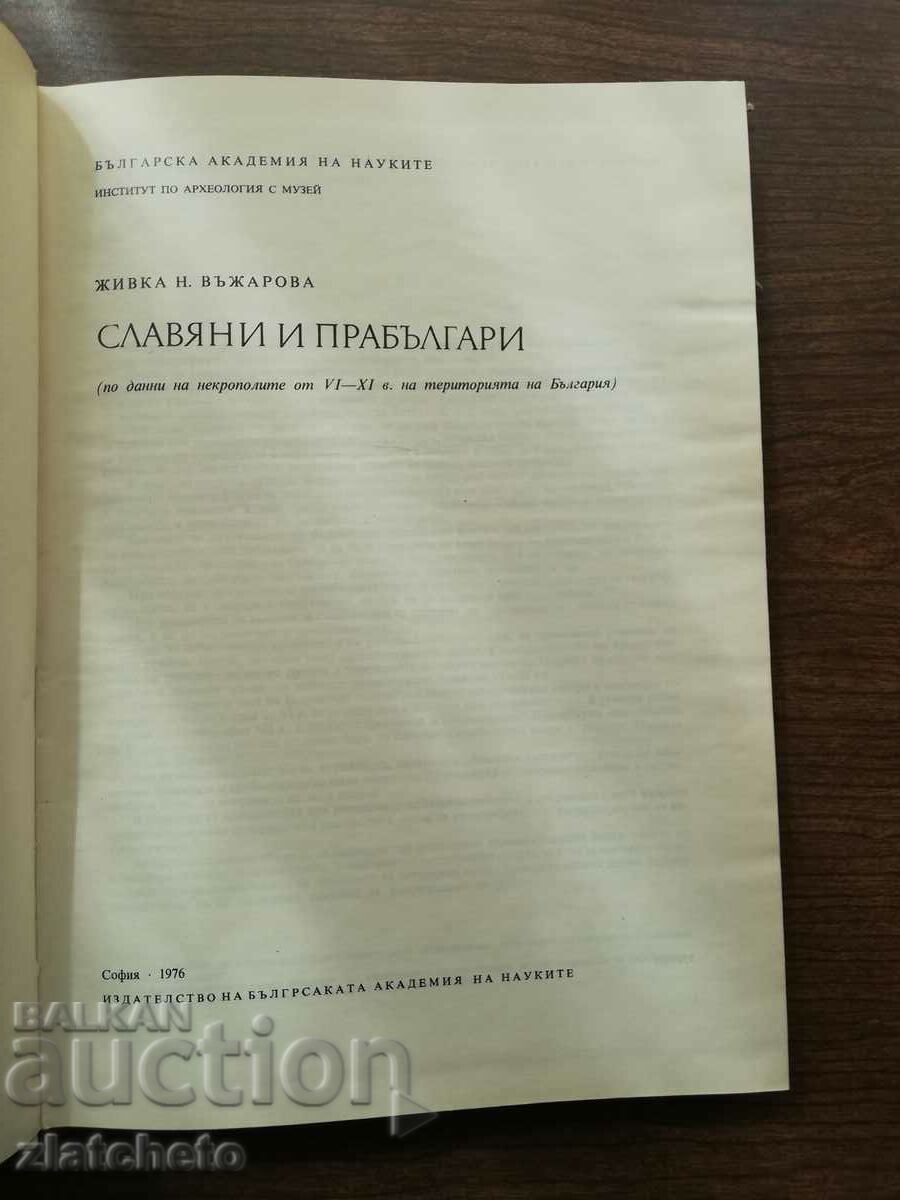 БЪЛГАРСКА АКАДЕМИЯ НА НАУКИТЕ
ИНСТИТУТ ПО АРХЕОЛОГИЯ С МУЗЕЙ
ЖИВКА Н. ВЪЖАРОВА
СЛАВЯНИ И ПРАБЪЛГАРИ
(по данни на некрополите от VI—XI в. на територията на България)
София · 1976
ИЗДАТЕЛСТВО НА БЪЛГРСАКАТА АКАДЕМИЯ НА НАУКИТЕ
BALKAN
auction
zlatcheto